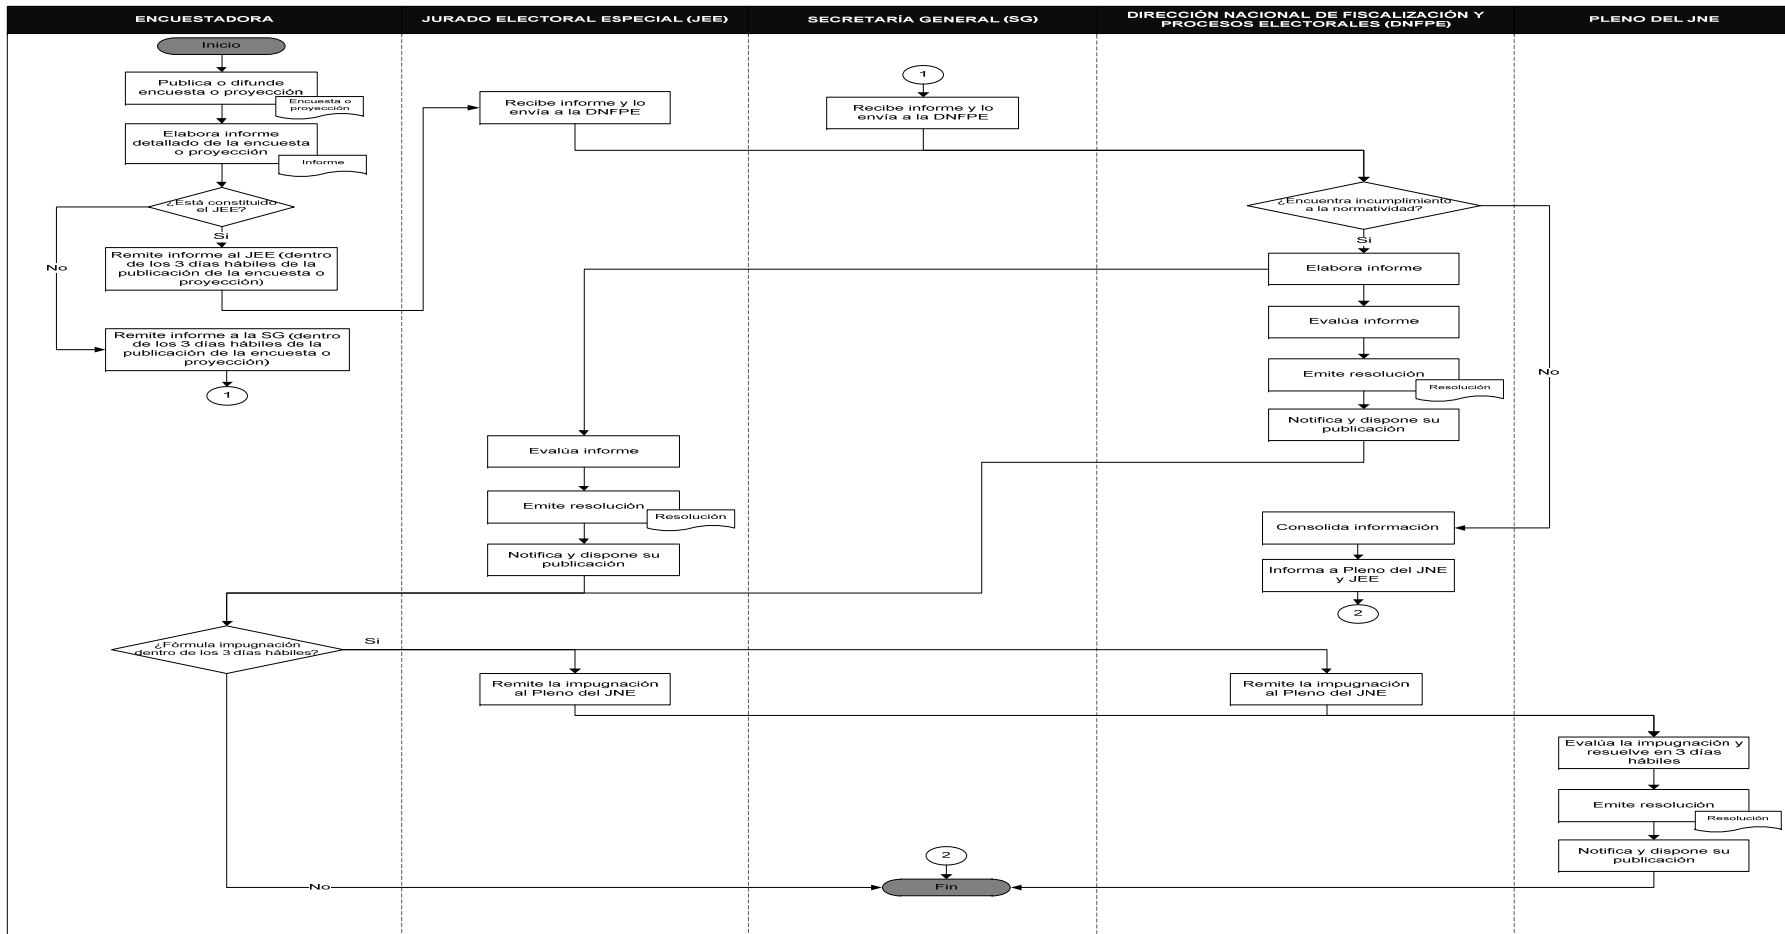 ENCUESTADORA
JURADO ELECTORAL ESPECIAL (JEE)
SECRETARÍA GENERAL (SG)
DIRECCIÓN NACIONAL DE FISCALIZACIÓN Y
PROCESOS ELECTORALES (DNFPE)
PLENO DEL JNE
Inicio
Publica o difunde
encuesta o proyección
Encuesta o
proyección
Elabora informe
detallado de la encuesta
o proyección
Informe
¿Está constituido
el JEE?
Si
No
Remite informe al JEE (dentro
de los 3 días hábiles de la
publicación de la encuesta o
proyección)
Remite informe a la SG (dentro
de los 3 días hábiles de la
publicación de la encuesta o
proyección)
1
Recibe informe y lo
envía a la DNFPE
1
Recibe informe y lo
envía a la DNFPE
¿Encuentra incumplimiento
a la normatividad?
Si
No
Elabora informe
Evalúa informe
Emite resolución
Resolución
Notifica y dispone su
publicación
Evalúa informe
Emite resolución
Resolución
Notifica y dispone su
publicación
Consolida información
Informa a Pleno del JNE
y JEE
2
¿Fórmula impugnación
dentro de los 3 días hábiles?
Si
Remite la impugnación
al Pleno del JNE
Remite la impugnación
al Pleno del JNE
Evalúa la impugnación y
resuelve en 3 días
hábiles
Emite resolución
Resolución
Notifica y dispone su
publicación
2
No
Fin